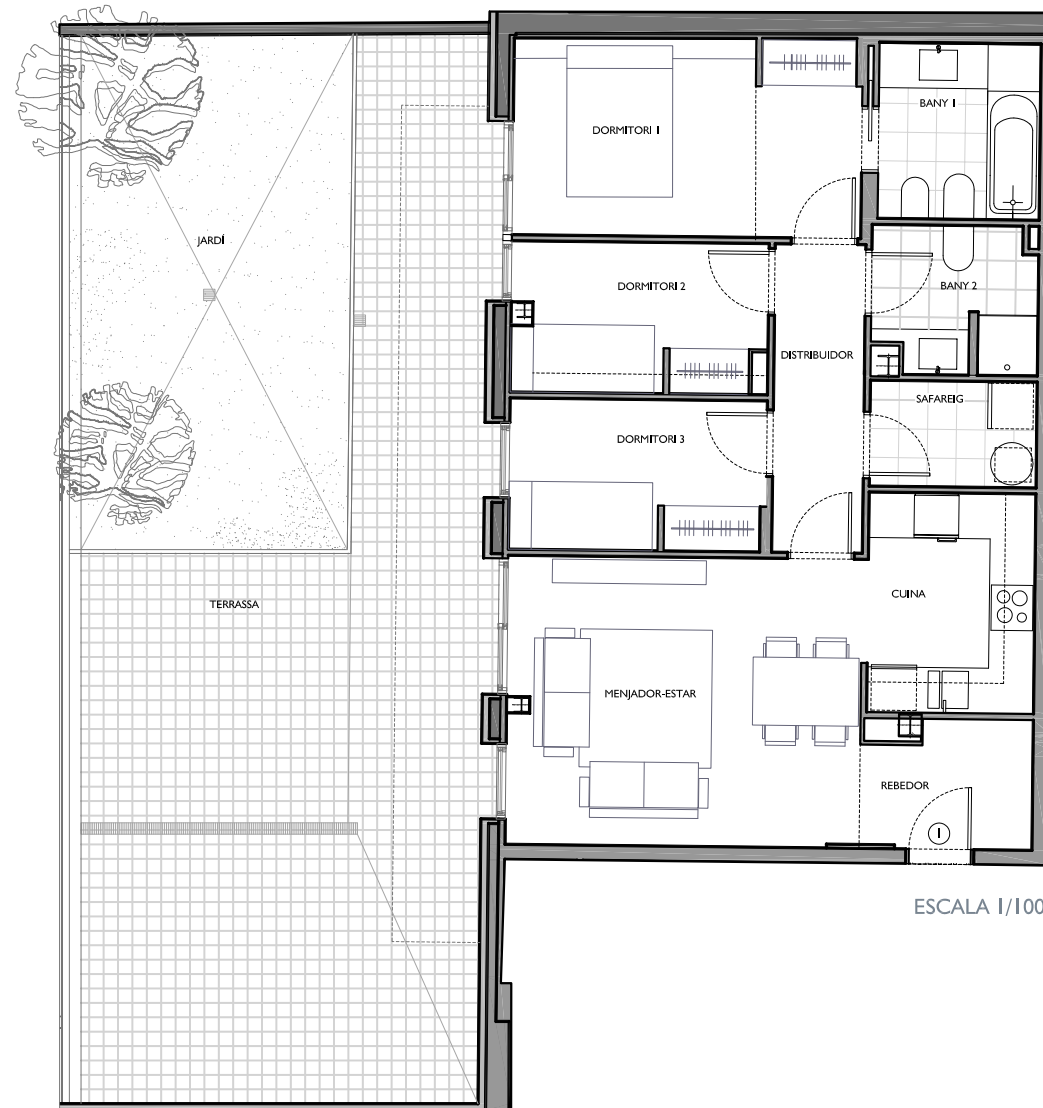 BANY 1
DORMITORI 1
JARDÍ
DORMITORI 2
BANY 2
DISTRIBUIDOR
SAFAREIG
DORMITORI 3
CUINA
TERRASSA
MENJADOR-ESTAR
REBEDOR
1
ESCALA 1/100